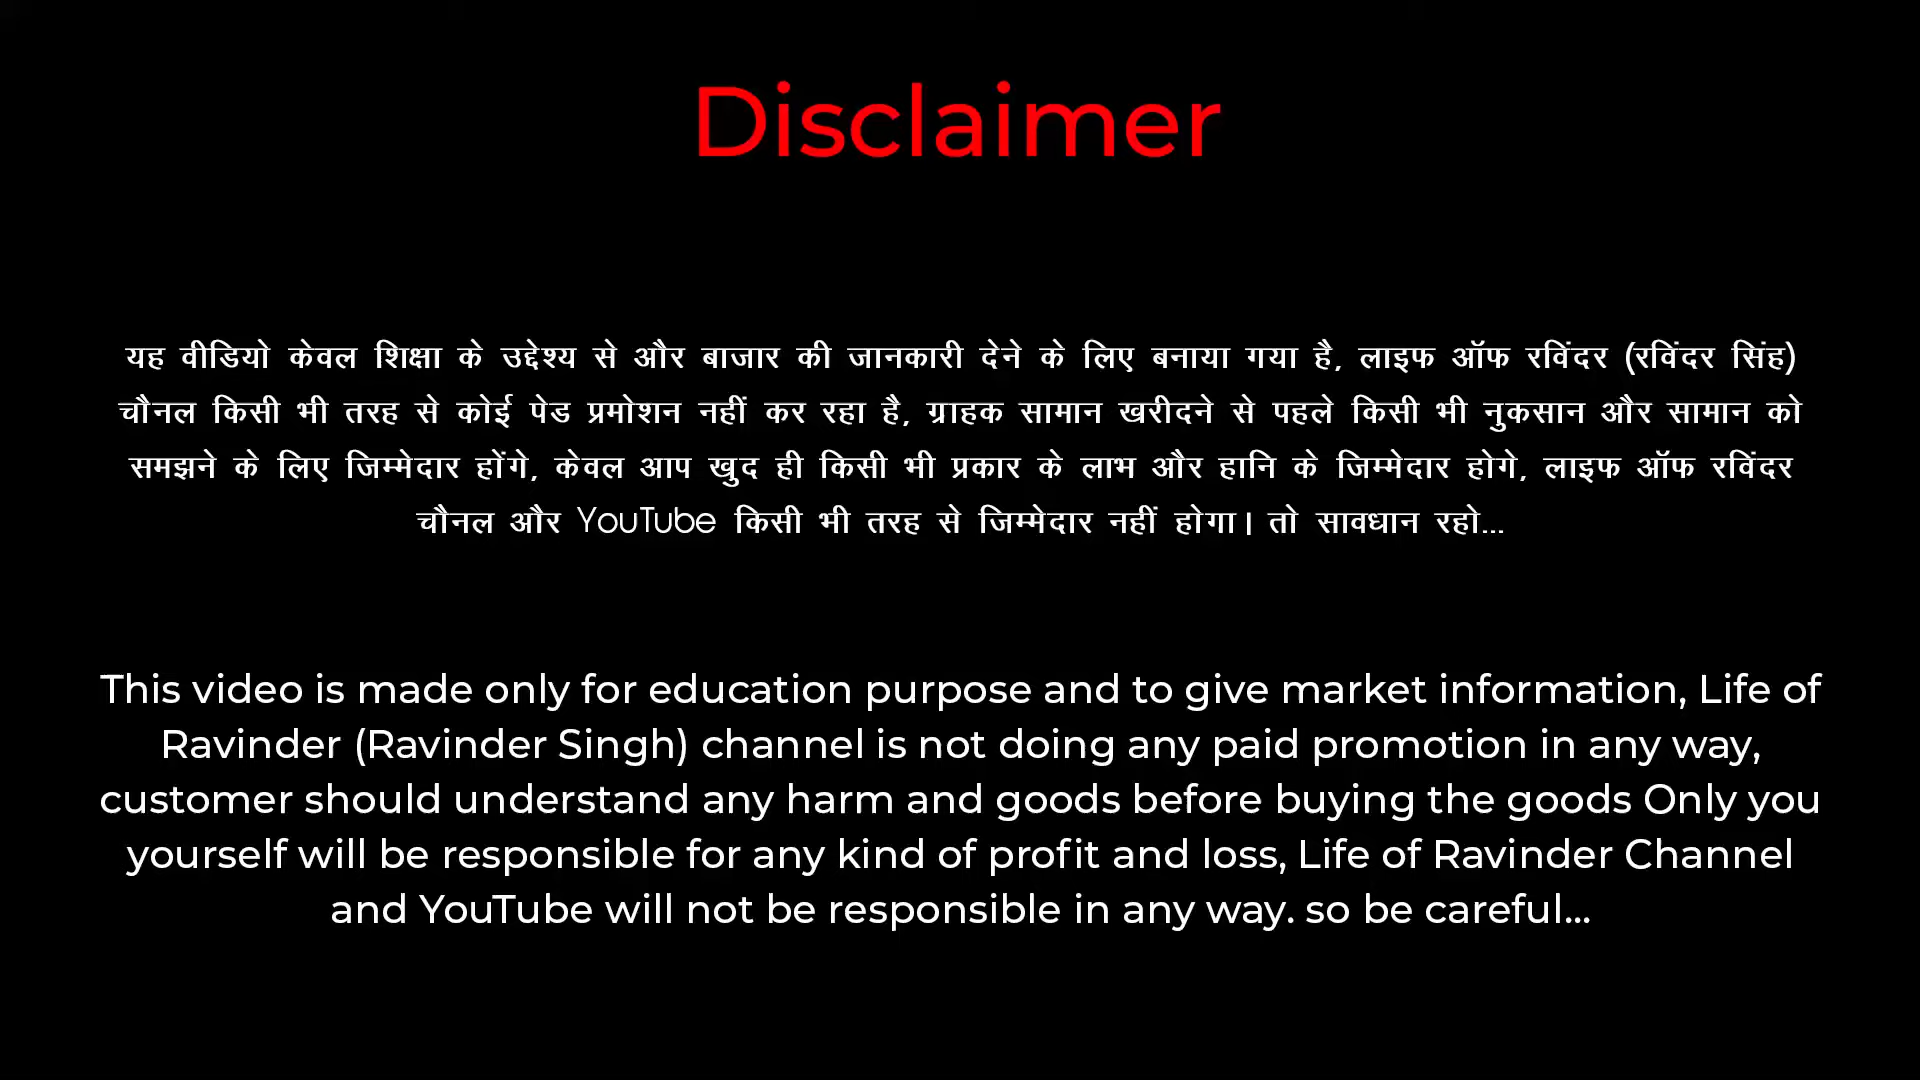 Disclaimer
यह वीडियो केवल शिक्षा के उद्देश्य से और बाजार की जानकारी देने के लिए बनाया गया है, लाइफ ऑफ रविंदर (रविंदर सिंह)
चौनल किसी भी तरह से कोई पेड प्रमोशन नहीं कर रहा है, ग्राहक सामान खरीदने से पहले किसी भी नुकसान और सामान को
समझने के लिए जिम्मेदार होंगे, केवल आप खुद ही किसी भी प्रकार के लाभ और हानि के जिम्मेदार होगे, लाइफ ऑफ रविंदर
चौनल और YouTube किसी भी तरह से जिम्मेदार नहीं होगा। तो सावधान रहो...
This video is made only for education purpose and to give market information, Life of
Ravinder (Ravinder Singh) channel is not doing any paid promotion in any way,
customer should understand any harm and goods before buying the goods Only you
yourself will be responsible for any kind of profit and loss, Life of Ravinder Channel
and YouTube will not be responsible in any way. so be careful...